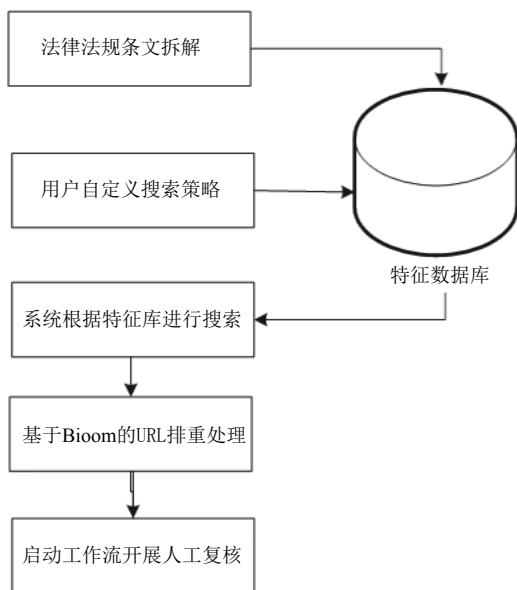 法律法规条文拆解
用户自定义搜索策略
特征数据库
系统根据特征库进行搜索
基于Bioom的URL排重处理
启动工作流开展人工复核